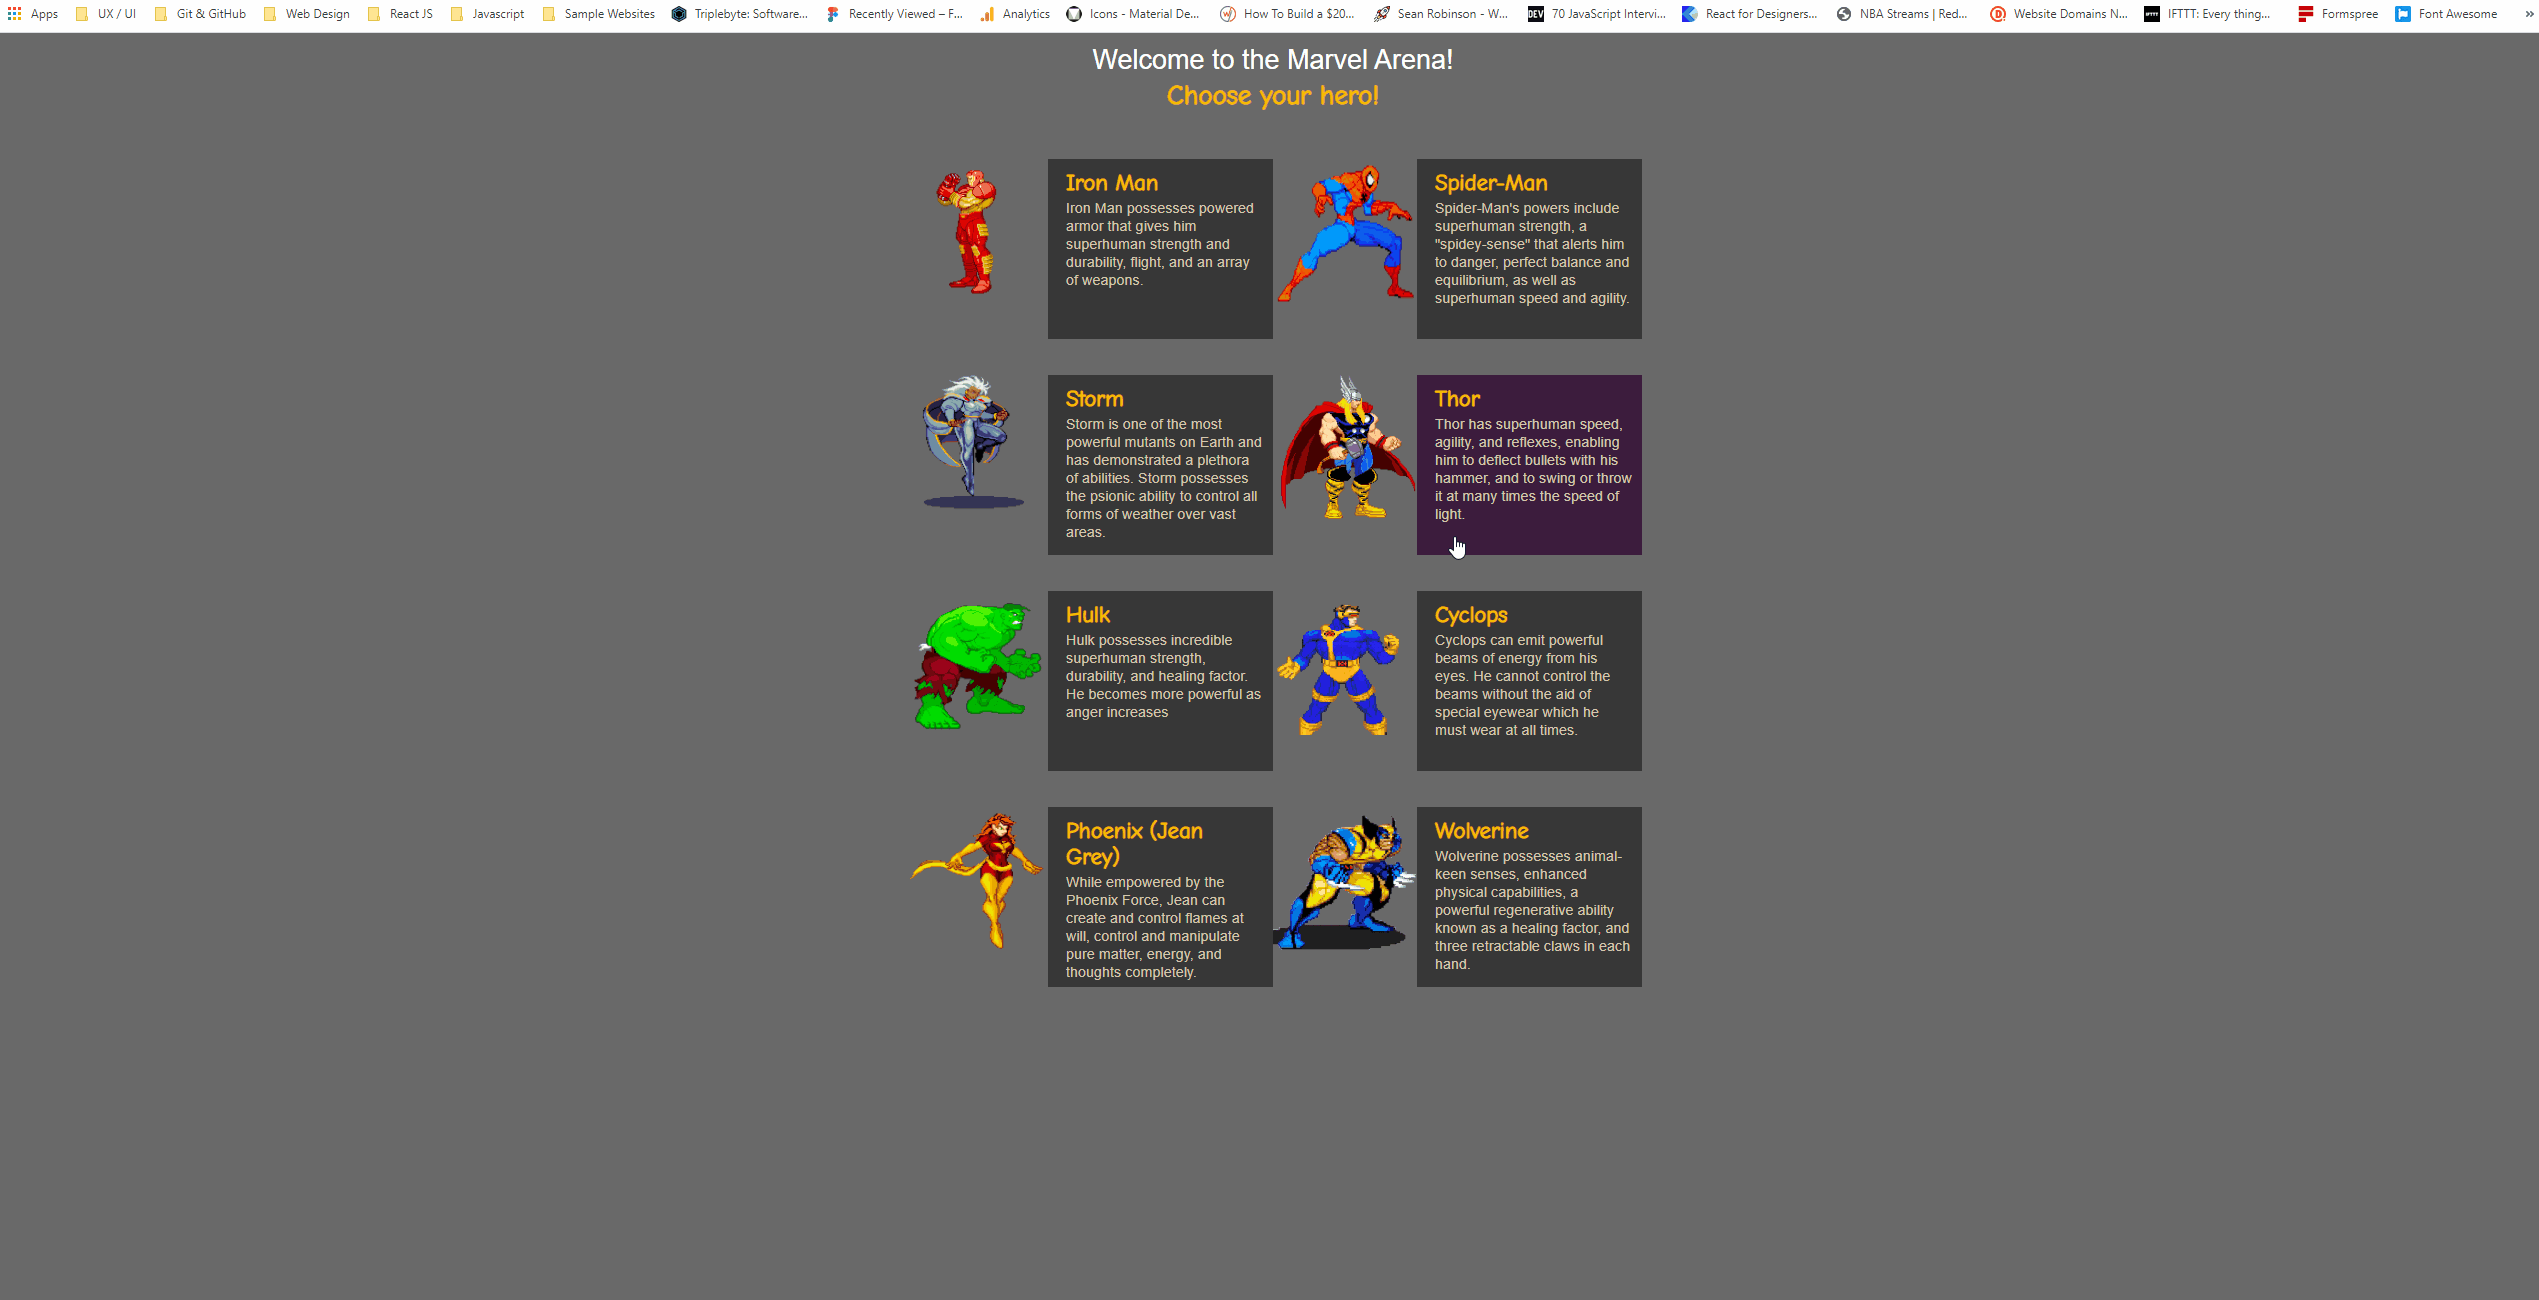 Apps UX / UI Git & GitHub Web Design React JS Javascript Sample Websites Triplebyte: Software... Recently Viewed – F... Analytics Icons - Material De... How To Build a $20... Sean Robinson - W... DEV 70 JavaScript Intervi... React for Designers... NBA Streams | Red... Website Domains N... IFTTT IFTTT: Every thing... Formspree Font Awesome »
Welcome to the Marvel Arena!
Choose your hero!
Iron Man
Iron Man possesses powered
armor that gives him
superhuman strength and
durability, flight, and an array
of weapons.
Spider-Man
Spider-Man's powers include
superhuman strength, a
"spidey-sense" that alerts him
to danger, perfect balance and
equilibrium, as well as
superhuman speed and agility.
Storm
Storm is one of the most
powerful mutants on Earth and
has demonstrated a plethora
of abilities. Storm possesses
the psionic ability to control all
forms of weather over vast
areas.
Thor
Thor has superhuman speed,
agility, and reflexes, enabling
him to deflect bullets with his
hammer, and to swing or throw
it at many times the speed of
light.
Hulk
Hulk possesses incredible
superhuman strength,
durability, and healing factor.
He becomes more powerful as
anger increases
Cyclops
Cyclops can emit powerful
beams of energy from his
eyes. He cannot control the
beams without the aid of
special eyewear which he
must wear at all times.
Phoenix (Jean
Grey)
While empowered by the
Phoenix Force, Jean can
create and control flames at
will, control and manipulate
pure matter, energy, and
thoughts completely.
Wolverine
Wolverine possesses animal-
keen senses, enhanced
physical capabilities, a
powerful regenerative ability
known as a healing factor, and
three retractable claws in each
hand.